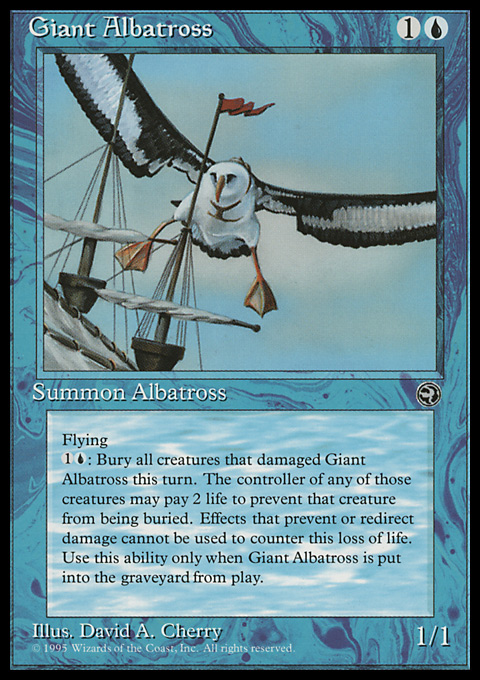 Giant Albatross 1
Summon Albatross
Flying
1 : Bury all creatures that damaged Giant
Albatross this turn. The controller of any of those
creatures may pay 2 life to prevent that creature
from being buried. Effects that prevent or redirect
damage cannot be used to counter this loss of life.
Use this ability only when Giant Albatross is put
into the graveyard from play.
Illus. David A. Cherry
1/1
© 1995 Wizards of the Coast, Inc. All rights reserved.